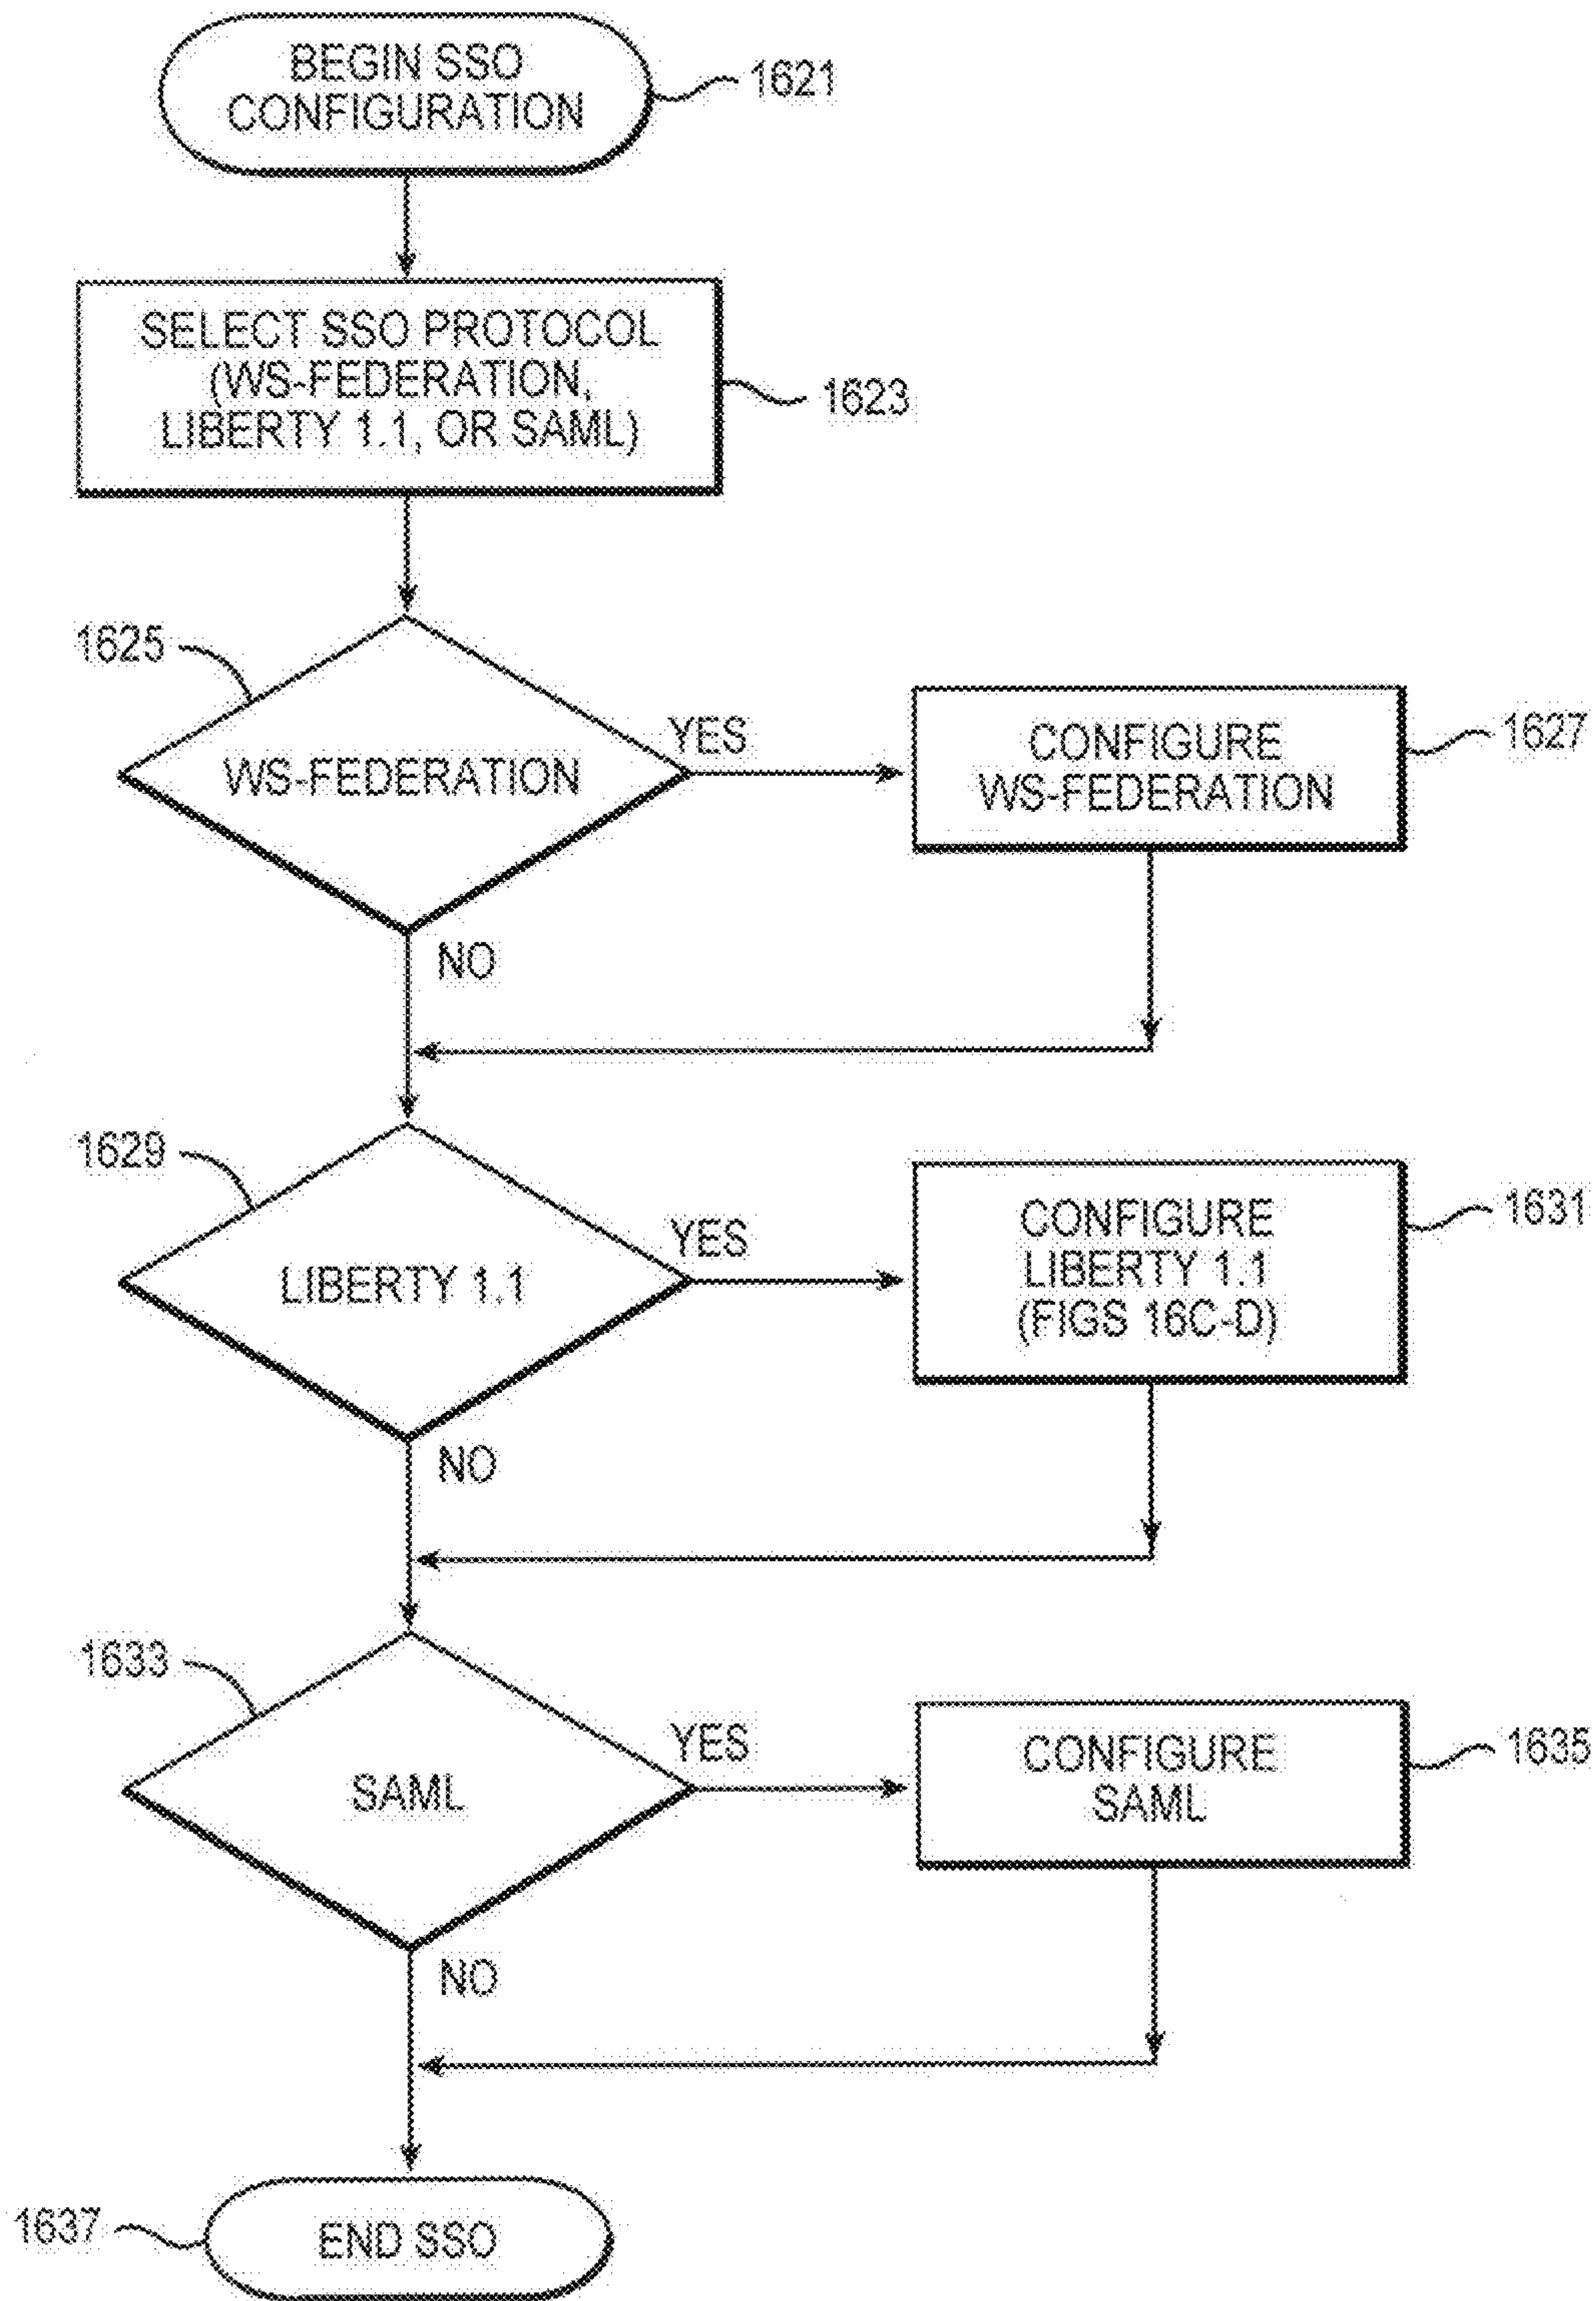 BEGIN SSO
CONFIGURATION
1621
SELECT SSO PROTOCOL
(WS-FEDERATION,
LIBERTY 1.1, OR SAML)
1623
1625
WS-FEDERATION
YES
NO
CONFIGURE
WS-FEDERATION
1627
1629
LIBERTY 1.1
YES
NO
CONFIGURE
LIBERTY 1.1
(FIGS 16C-D)
1631
1633
SAML
YES
NO
CONFIGURE
SAML
1635
1637
END SSO